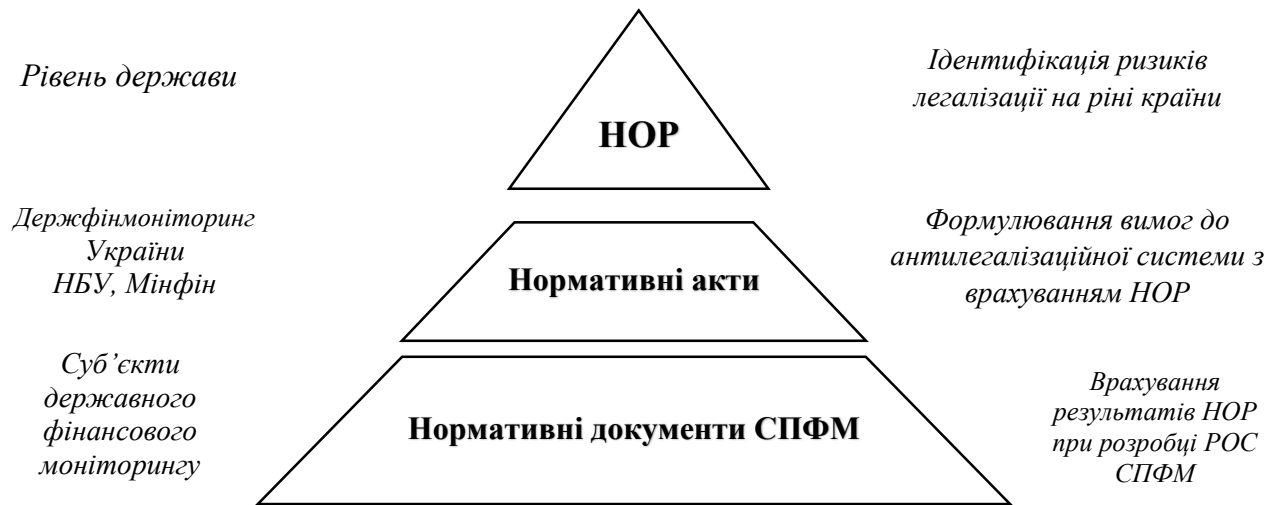 Рівень держави
НОР
Ідентифікація ризиків
легалізації на ріні країни
Держфінмоніторинг
України
НБУ, Мінфін
Нормативні акти
Формулювання вимог до
антилегалізаційної системи з
врахуванням НОР
Суб’єкти
державного
фінансового
моніторингу
Нормативні документи СПФМ
Врахування
результатів НОР
при розробці РОС
СПФМ